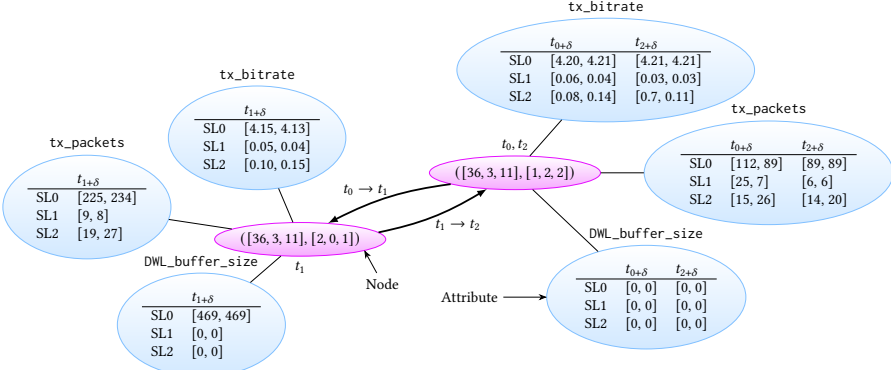 tx_bitrate
t0+δ t2+δ
SL0 [4.20, 4.21] [4.21, 4.21]
SL1 [0.06, 0.04] [0.03, 0.03]
SL2 [0.08, 0.14] [0.7, 0.11]
tx_bitrate
t1+δ
SL0 [4.15, 4.13]
SL1 [0.05, 0.04]
SL2 [0.10, 0.15]
tx_packets
t0+δ t2+δ
SL0 [112, 89] [89, 89]
SL1 [25, 7] [6, 6]
SL2 [15, 26] [14, 20]
tx_packets
t1+δ
SL0 [225, 234]
SL1 [9, 8]
SL2 [19, 27]
t0, t2
([36, 3, 11], [1, 2, 2])
t0 → t1
t1 → t2
([36, 3, 11], [2, 0, 1])
t1
Node
DWL_buffer_size
t0+δ t2+δ
SL0 [0, 0] [0, 0]
SL1 [0, 0] [0, 0]
SL2 [0, 0] [0, 0]
Attribute
DWL_buffer_size
t1+δ
SL0 [469, 469]
SL1 [0, 0]
SL2 [0, 0]